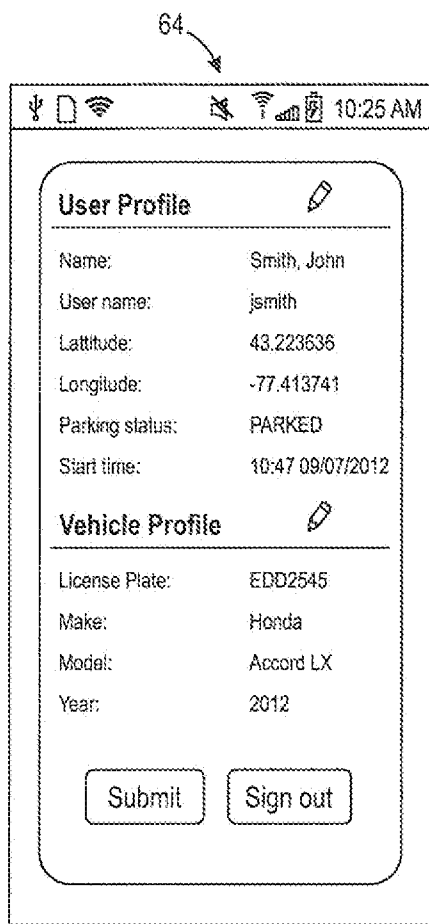 64
10:25 AM
User Profile
Name: Smith, John
User name: jsmith
Lattitude: 43.223636
Longitude: -77.413741
Parking status: PARKED
Start time: 10:47 09/07/2012
Vehicle Profile
License Plate: EDD2545
Make: Honda
Model: Accord LX
Year: 2012
Submit Sign out